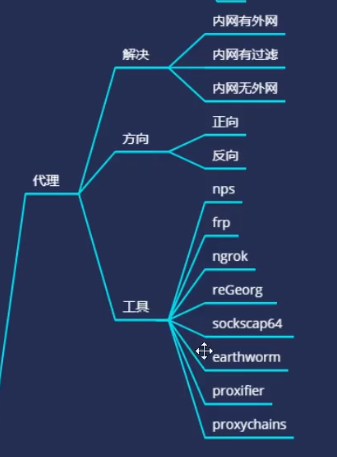 代理
解决
内网有外网
内网有过滤
内网无外网
方向
正向
反向
工具
nps
frp
ngrok
reGeorg
sockscap64
earthworm
proxifier
proxychains